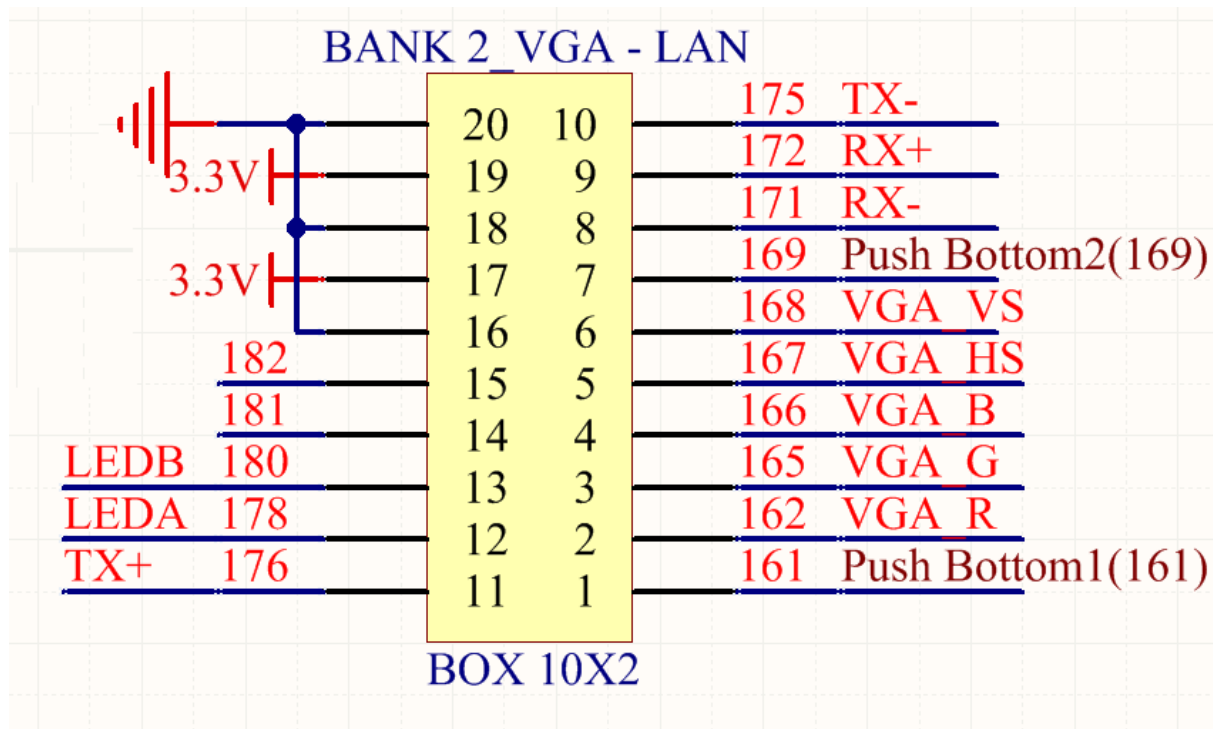 BANK 2_VGA - LAN
20 10 175 TX-
3.3V 19 9 172 RX+
18 8 171 RX-
3.3V 17 7 169 Push Bottom2(169)
16 6 168 VGA_VS
182 15 5 167 VGA_HS
181 14 4 166 VGA_B
LEDB 180 13 3 165 VGA_G
LEDA 178 12 2 162 VGA_R
TX+ 176 11 1 161 Push Bottom1(161)
BOX 10X2